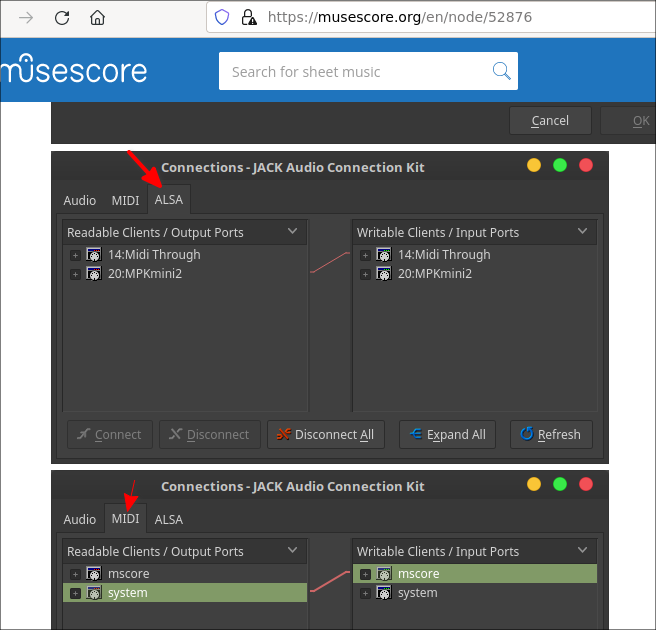 https://musescore.org/en/node/52876
musescore
Search for sheet music
Cancel
OK
Connections - JACK Audio Connection Kit
Audio MIDI ALSA
Readable Clients / Output Ports
Writable Clients / Input Ports
14:Midi Through
14:Midi Through
20:MPKmini2
20:MPKmini2
Connect
Disconnect
Disconnect All
Expand All
Refresh
Connections - JACK Audio Connection Kit
Audio MIDI ALSA
Readable Clients / Output Ports
Writable Clients / Input Ports
mscore
mscore
system
system